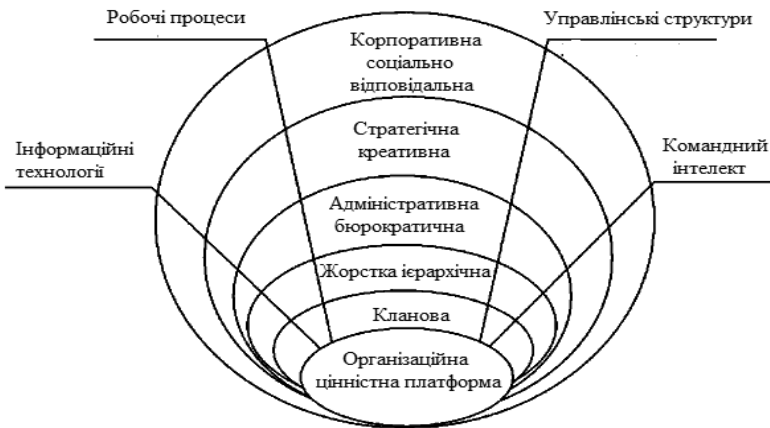 Робочі процеси
Управлінські структури
Корпоративна
соціально
відповідальна
Стратегічна
креативна
Інформаційні
технології
Командний
інтелект
Адміністративна
бюрократична
Жорстка ієрархічна
Кланова
Організаційна
цінністна платформа